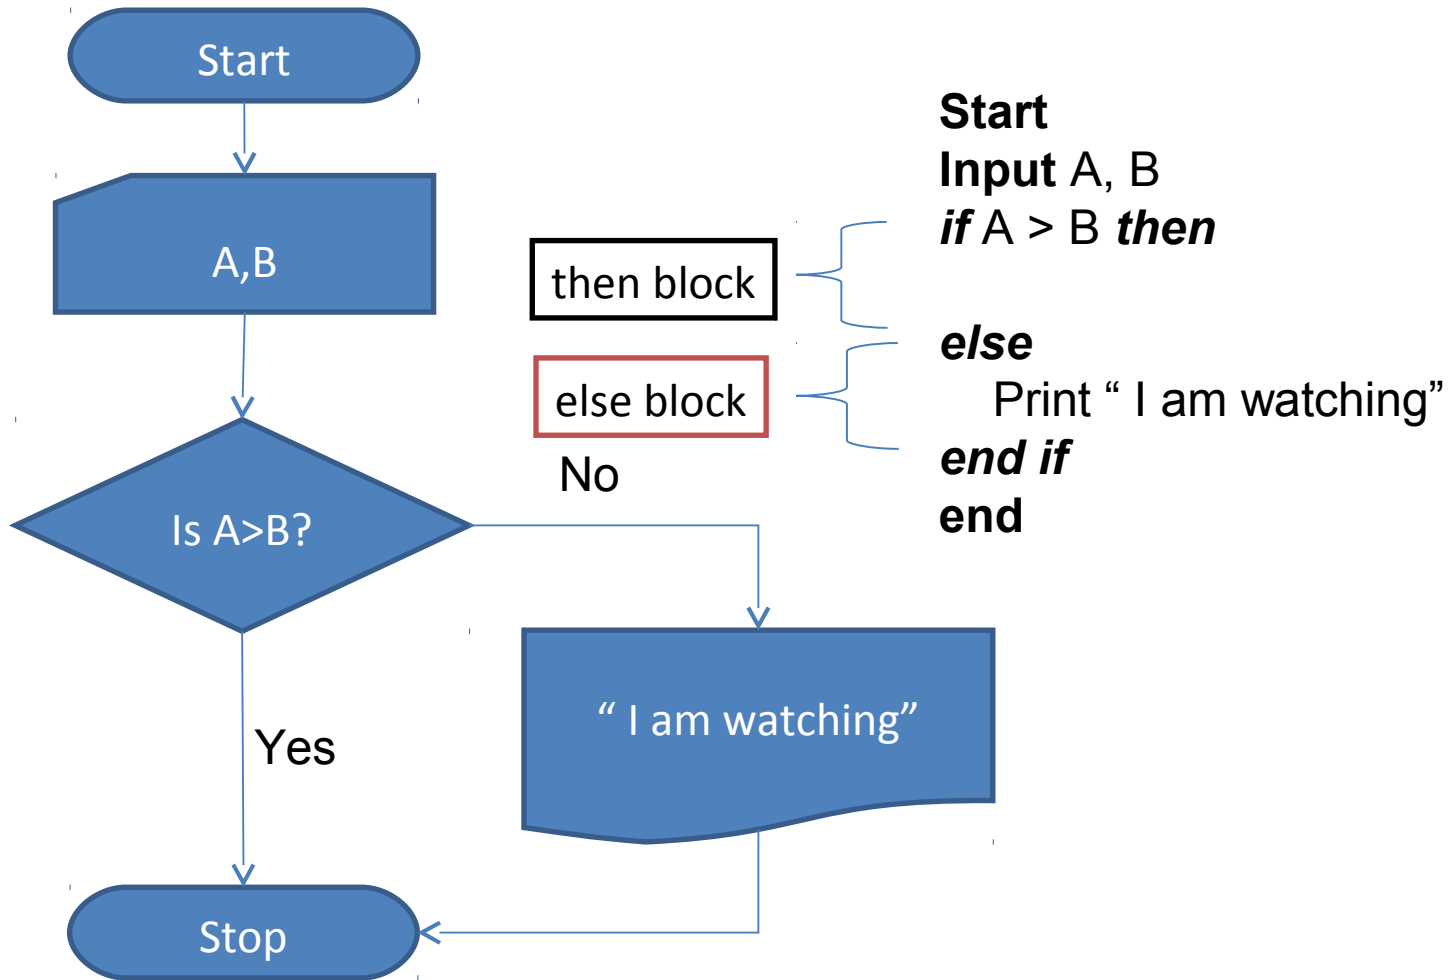 Start
A,B
Is A>B?
No
Yes
“ I am watching”
Stop
then block
else block
Start
Input A, B
if A > B then
else
Print “ I am watching”
end if
end